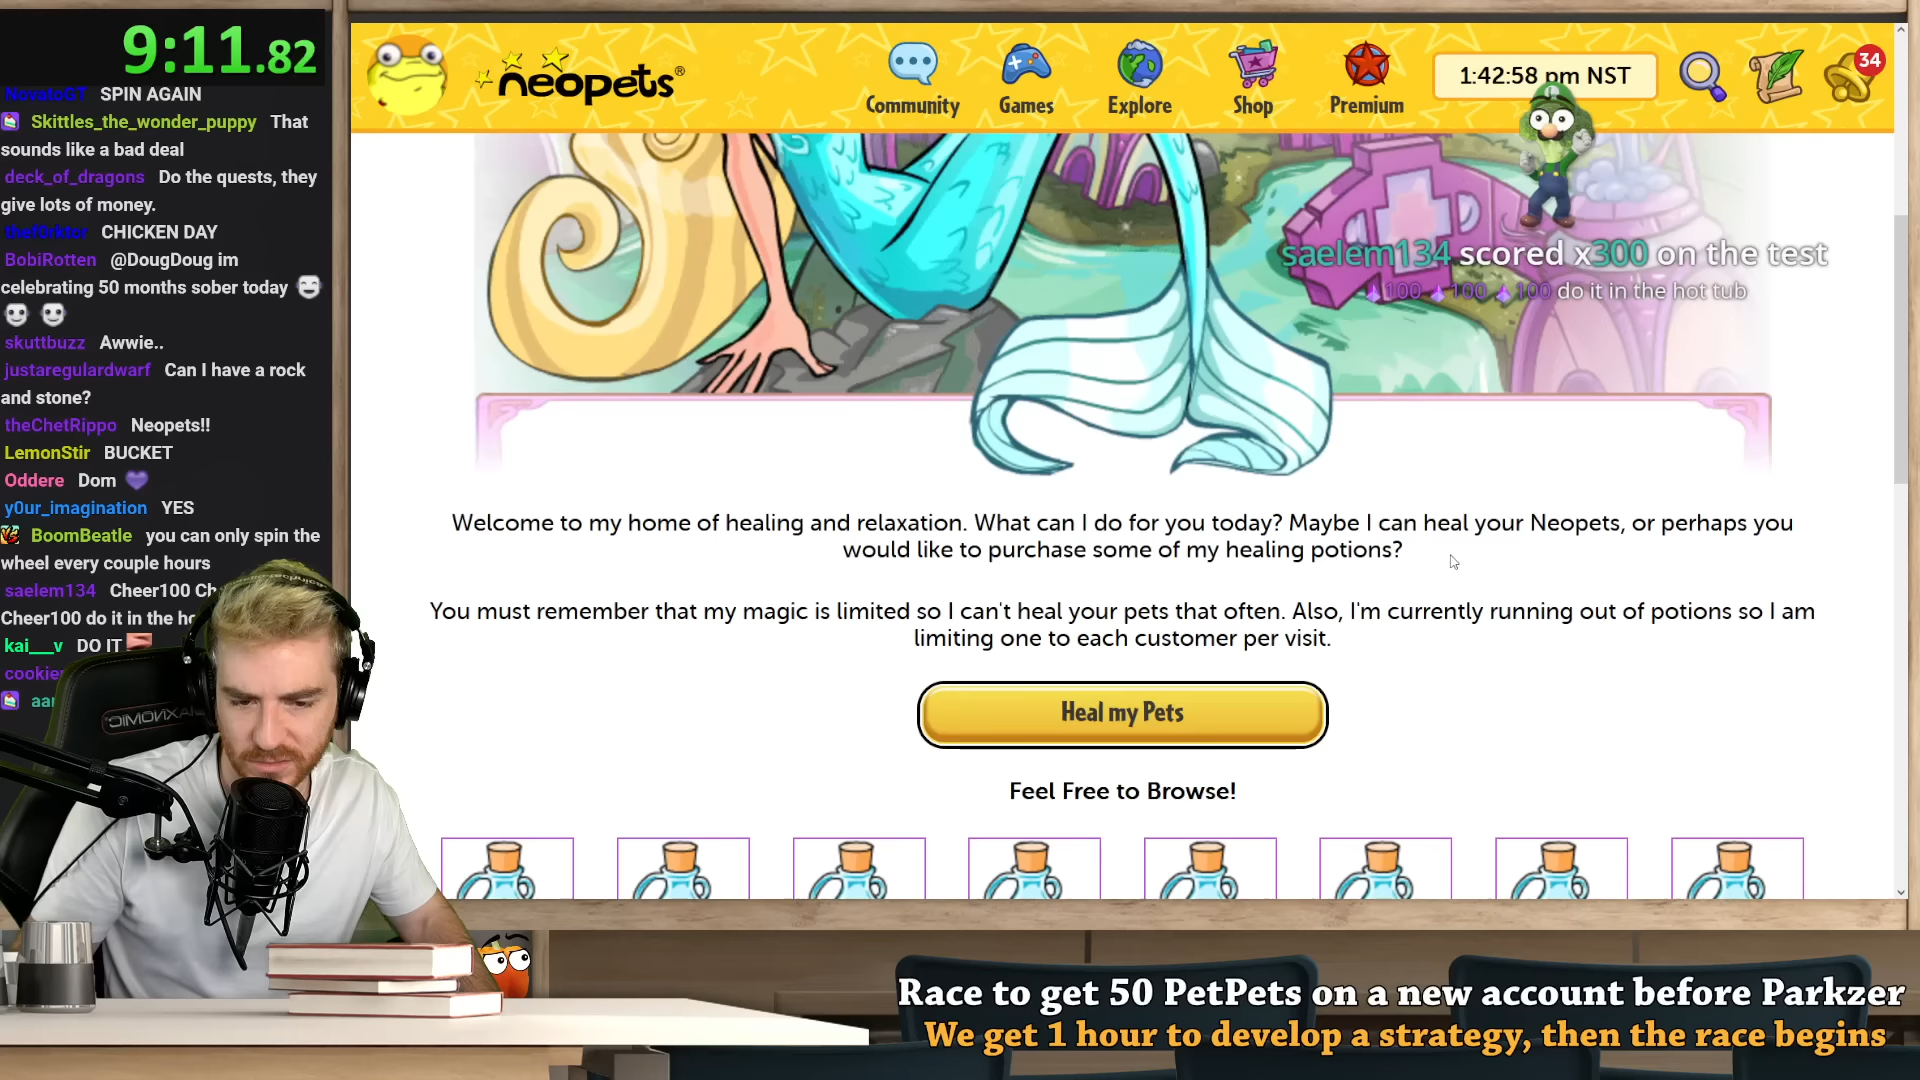 9:11.82
NovatoGT SPIN AGAIN
Skittles_the_wonder_puppy That
sounds like a bad deal
deck_of_dragons Do the quests, they
give lots of money.
thef0rktor CHICKEN DAY
BobiRotten @DougDoug im
celebrating 50 months sober today
skuttbuzz Awwie..
justaregulardwarf Can I have a rock
and stone?
theChetRippo Neopets!!
LemonStir BUCKET
Oddere Dom
y0ur_imagination YES
BoomBeatle you can only spin the
wheel every couple hours
saelem134 Cheer100
Cheer100 do it in the
kai___v DO IT
neopets®
Community
Games
Explore
Shop
Premium
1:42:58 pm NST
34
saelem134 scored x300 on the test
100 100 100 do it in the hot tub
Welcome to my home of healing and relaxation. What can I do for you today? Maybe I can heal your Neopets, or perhaps you
would like to purchase some of my healing potions?
You must remember that my magic is limited so I can't heal your pets that often. Also, I'm currently running out of potions so I am
limiting one to each customer per visit.
Heal my Pets
Feel Free to Browse!
Race to get 50 PetPets on a new account before Parkzer
We get 1 hour to develop a strategy, then the race begins